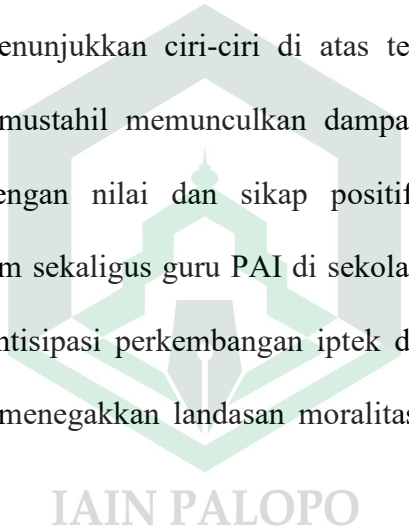 enunjukkan ciri-ciri di atas te
mustahil memunculkan dampa
engan nilai dan sikap positif
m sekaligus guru PAI di sekola
ntisipasi perkembangan iptek d
menegakkan landasan moralitas
IAIN PALOPO